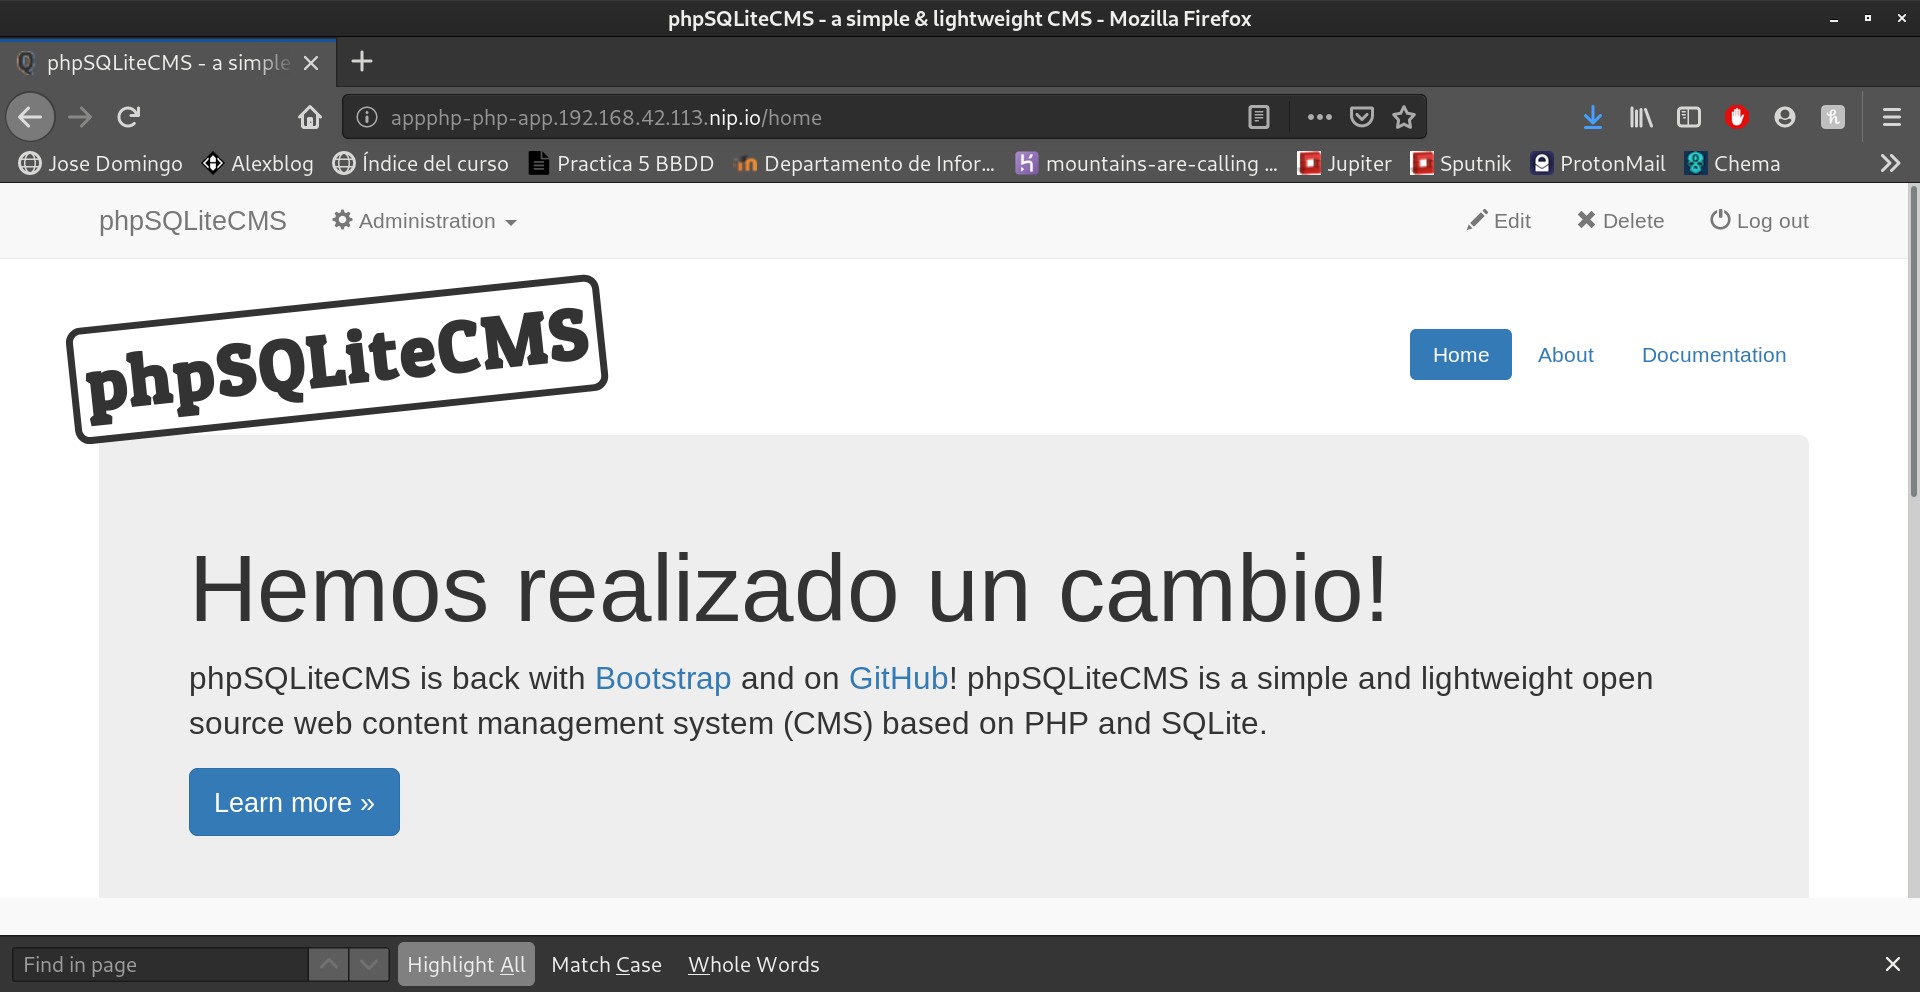 phpSQLiteCMS - a simple & lightweight CMS - Mozilla Firefox
phpSQLiteCMS - a simple
appphp-php-app.192.168.42.113.nip.io/home
Jose Domingo Alexblog Índice del curso Practica 5 BBDD Departamento de Infor... mountains-are-calling ... Jupiter Sputnik ProtonMail Chema
phpSQLiteCMS Administration Edit Delete Log out
phpSQLiteCMS
Home About Documentation
Hemos realizado un cambio!
phpSQLiteCMS is back with Bootstrap and on GitHub! phpSQLiteCMS is a simple and lightweight open
source web content management system (CMS) based on PHP and SQLite.
Learn more »
Find in page Highlight All Match Case Whole Words